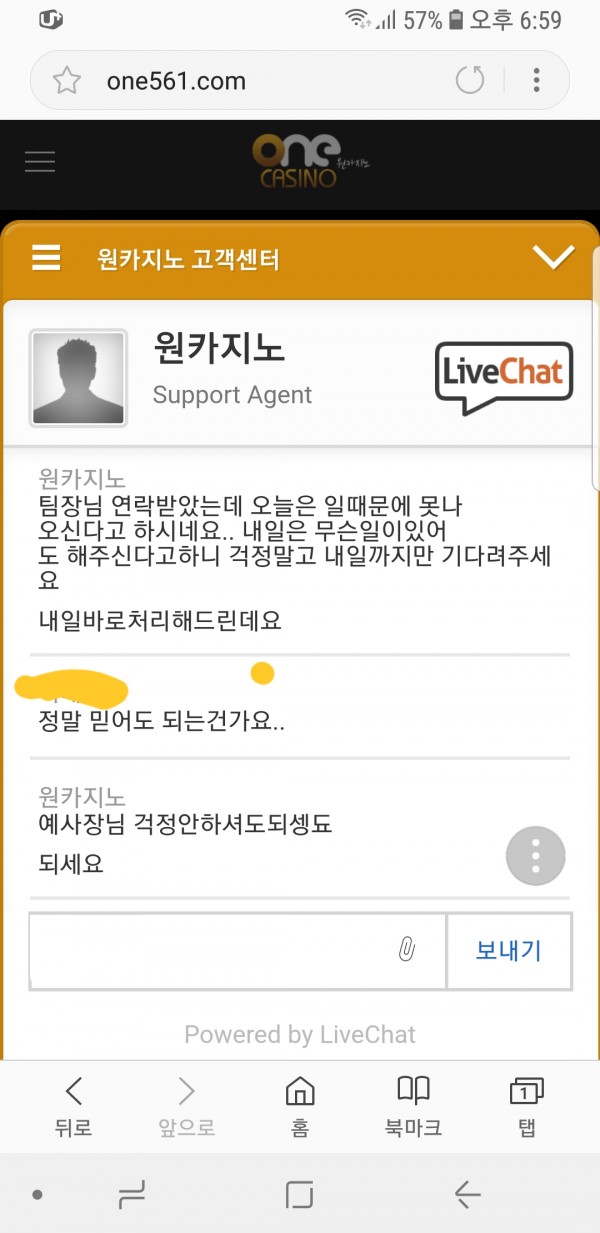 57% 오후 6:59
one561.com
one
원카지노
CASINO
원카지노 고객센터
원카지노
Support Agent
LiveChat
원카지노
팀장님 연락받았는데 오늘은 일때문에 못나
오신다고 하시네요.. 내일은 무슨일이있어
도 해주신다고하니 걱정말고 내일까지만 기다려주세
요
내일바로처리해드린데요
정말 믿어도 되는건가요..
원카지노
예사장님 걱정안하셔도되셍됴
되세요
보내기
Powered by LiveChat
1
뒤로 앞으로 홈 북마크 탭